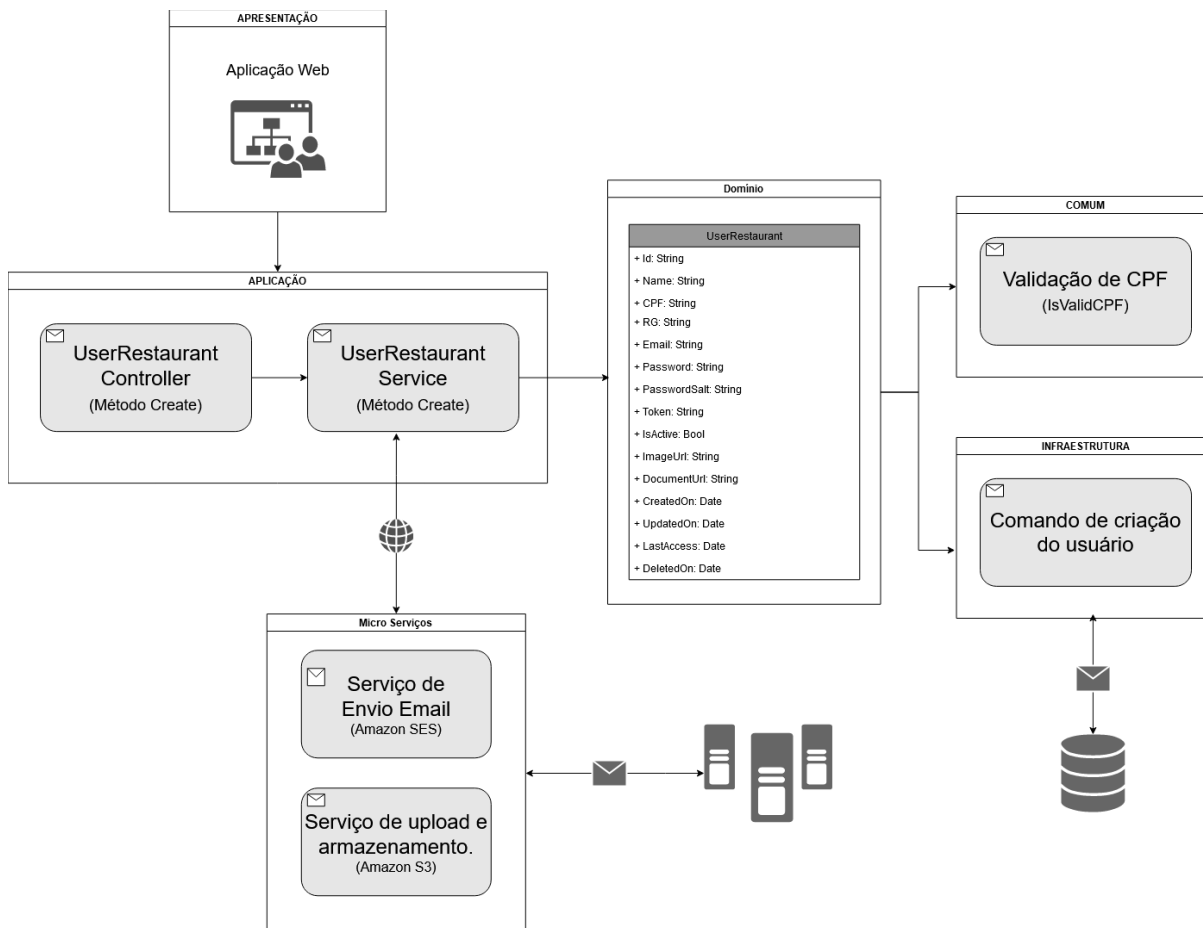 APRESENTAÇÃO
Aplicação Web
APLICAÇÃO
UserRestaurant
Controller
(Método Create)
UserRestaurant
Service
(Método Create)
Domínio
UserRestaurant
+ Id: String
+ Name: String
+ CPF: String
+ RG: String
+ Email: String
+ Password: String
+ PasswordSalt: String
+ Token: String
+ IsActive: Bool
+ ImageUrl: String
+ DocumentUrl: String
+ CreatedOn: Date
+ UpdatedOn: Date
+ LastAccess: Date
+ DeletedOn: Date
COMUM
Validação de CPF
(IsValidCPF)
INFRAESTRUTURA
Comando de criação
do usuário
Micro Serviços
Serviço de
Envio Email
(Amazon SES)
Serviço de upload e
armazenamento.
(Amazon S3)